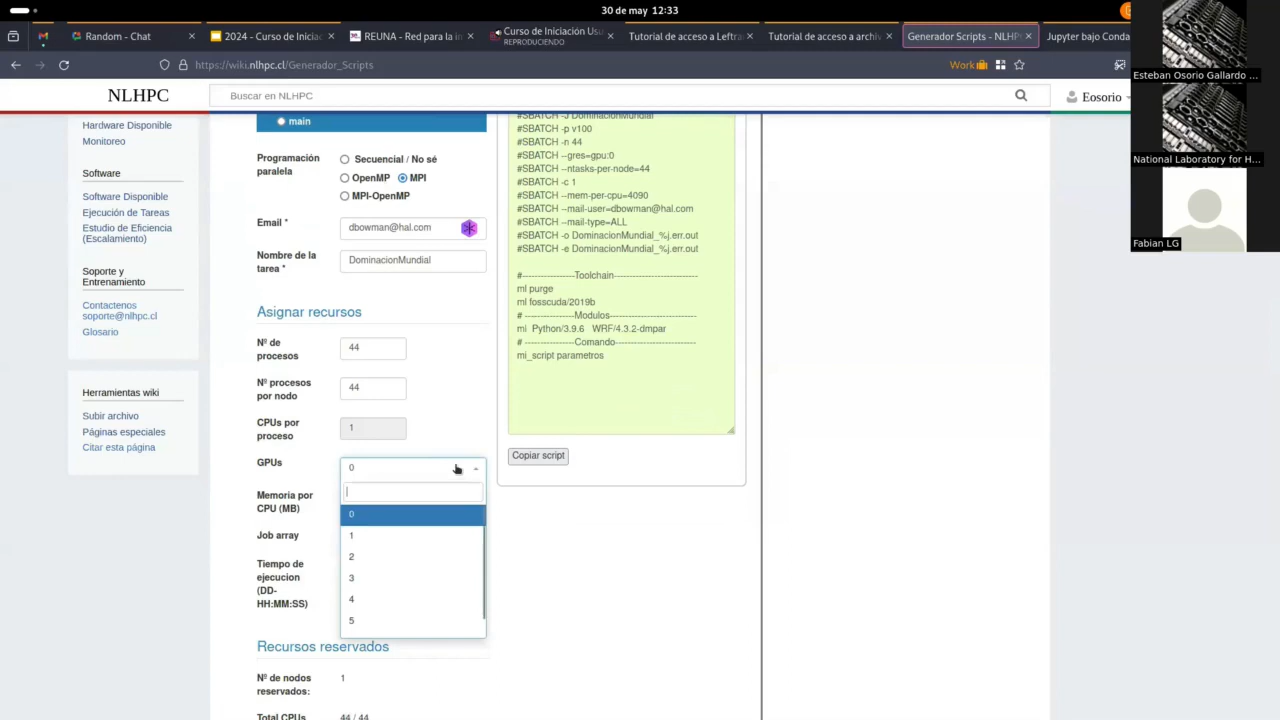 30 de may 12:33
Random - Chat
2024 - Curso de Inicia
REUNA - Red para la in
Curso de Iniciación Usu
REPRODUCIENDO
Tutorial de acceso a Leftra
Tutorial de acceso a archiv
Generador Scripts - NLHP
Jupyter bajo Conda
https://wiki.nlhpc.cl/Generador_Scripts
Work
NLHPC
Buscar en NLHPC
Eosorio
Esteban Osorio Gallardo ...
National Laboratory for H...
Fabian LG
Hardware Disponible
Monitoreo
Software
Software Disponible
Ejecución de Tareas
Estudio de Eficiencia
(Escalamiento)
Soporte y
Entrenamiento
Contactenos
soporte@nlhpc.cl
Glosario
Herramientas wiki
Subir archivo
Páginas especiales
Citar esta página
main
Programación
paralela
Secuencial / No sé
OpenMP
MPI
MPI-OpenMP
Email *
dbowman@hal.com
Nombre de la
tarea *
DominacionMundial
Asignar recursos
Nº de
procesos
44
Nº procesos
por nodo
44
CPUs por
proceso
1
GPUs
0
0
1
2
3
4
5
Memoria por
CPU (MB)
Job array
Tiempo de
ejecucion
(DD-
HH:MM:SS)
Recursos reservados
Nº de nodos
reservados:
1
Total CPUs
44 / 44
#SBATCH -J DominacionMundial
#SBATCH -p v100
#SBATCH -n 44
#SBATCH --gres=gpu:0
#SBATCH --ntasks-per-node=44
#SBATCH -c 1
#SBATCH --mem-per-cpu=4090
#SBATCH --mail-user=dbowman@hal.com
#SBATCH --mail-type=ALL
#SBATCH -o DominacionMundial_%j.err.out
#SBATCH -e DominacionMundial_%j.err.out
#-----------------Toolchain---------------------------
ml purge
ml fosscuda/2019b
# ----------------Modulos----------------------------
ml Python/3.9.6 WRF/4.3.2-dmpar
# ----------------Comando--------------------------
mi_script parametros
Copiar script